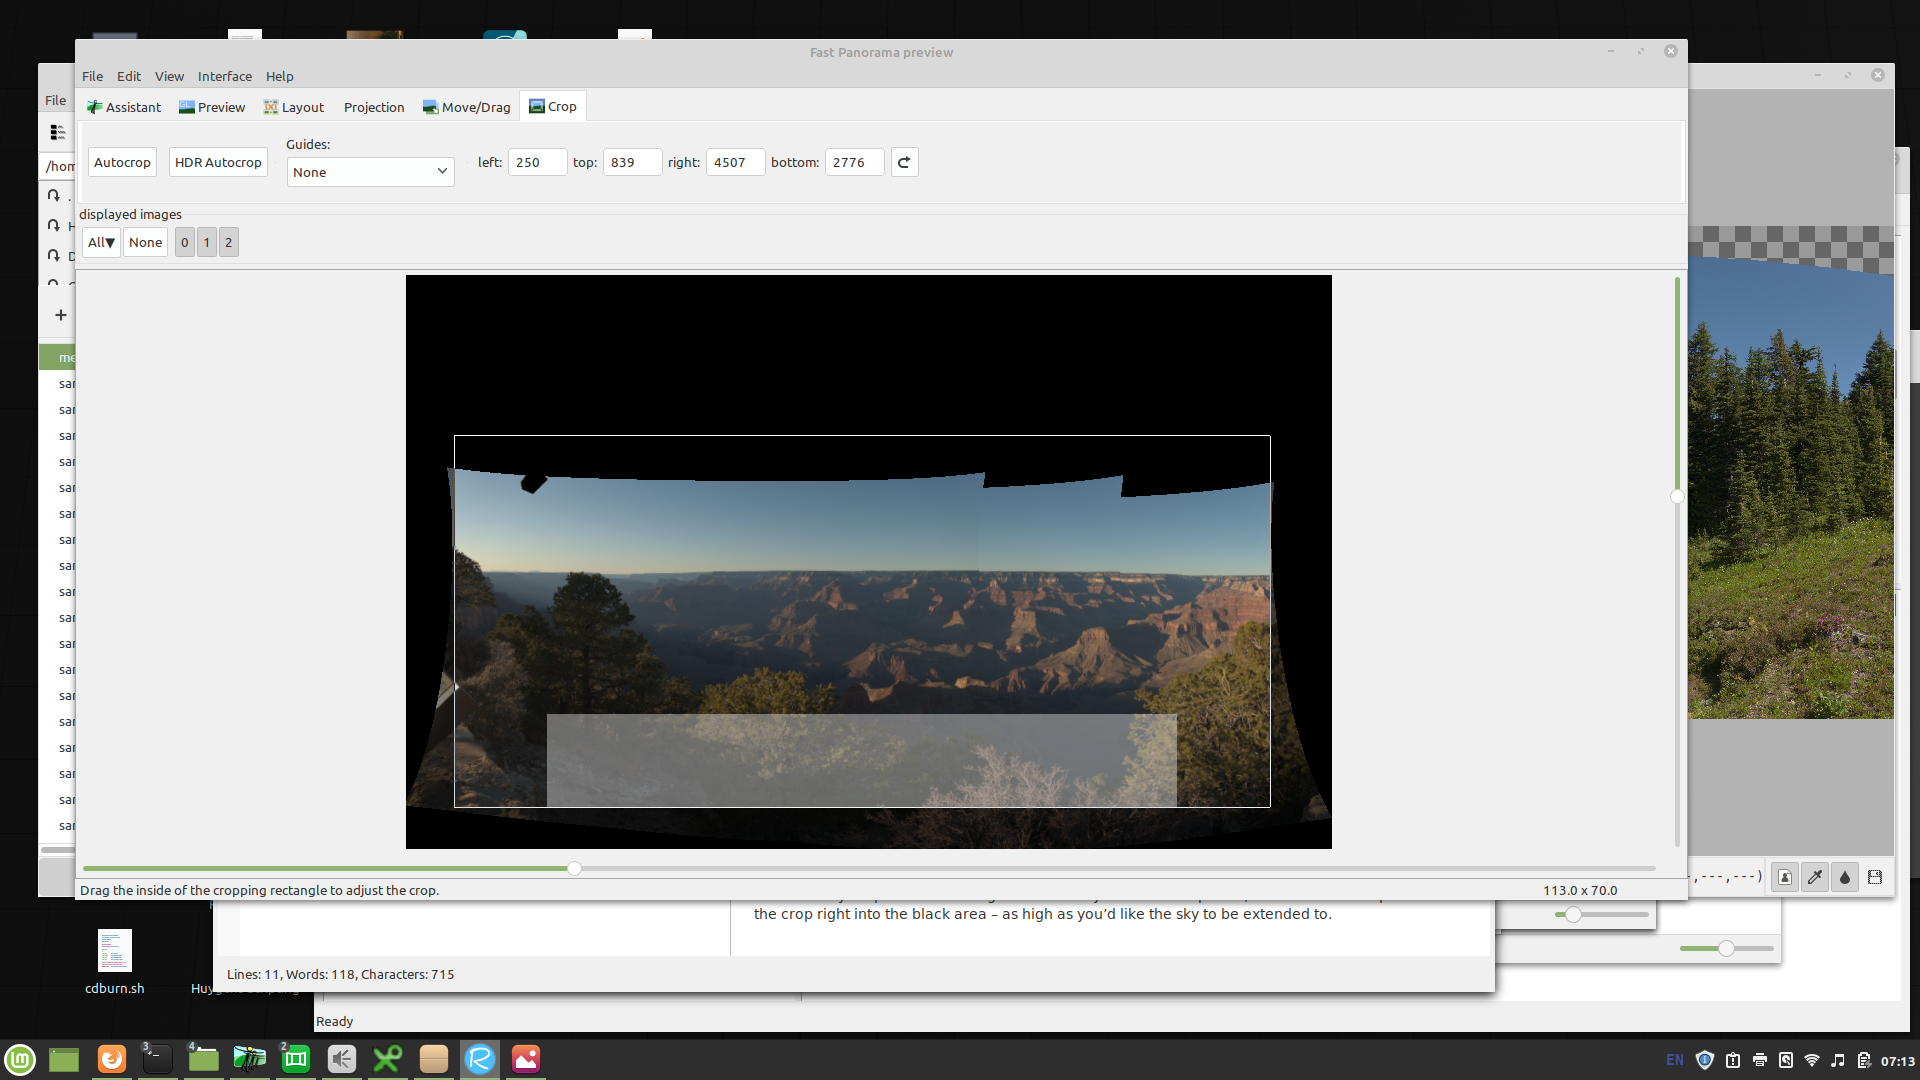 Fast Panorama preview
File Edit View Interface Help
File
Assistant Preview Layout Projection Move/Drag Crop
Autocrop HDR Autocrop Guides: None left: 250 top: 839 right: 4507 bottom: 2776
/hom
displayed images
All▼ None 0 1 2
Drag the inside of the cropping rectangle to adjust the crop.
113.0 x 70.0
-,---,---)
the crop right into the black area – as high as you'd like the sky to be extended to.
Lines: 11, Words: 118, Characters: 715
cdburn.sh
Ready
3
4
2
EN
07:13